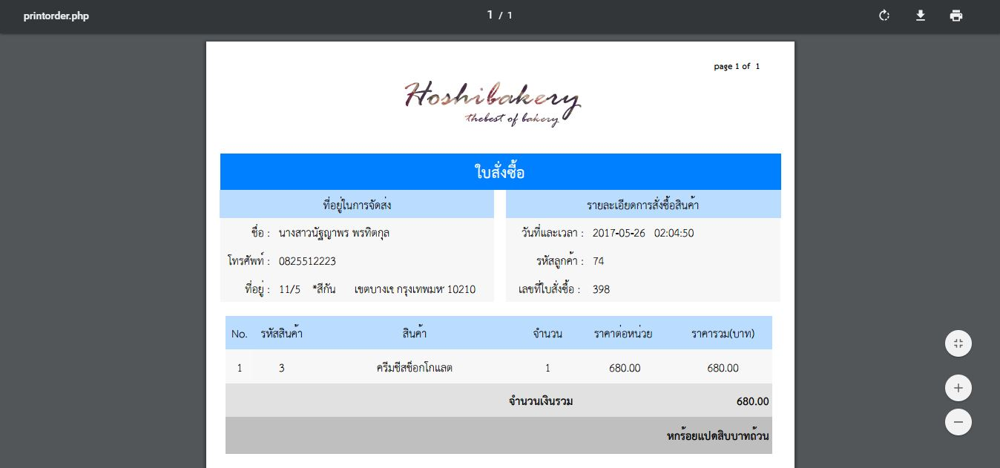 printorder.php
1 / 1
page 1 of 1
Hoshibakery
thebest of bakery
ใบสั่งซื้อ
ที่อยู่ในการจัดส่ง
ชื่อ : นางสาวนัฐญาพร พรทิตกุล
โทรศัพท์ : 0825512223
ที่อยู่ : 11/5 *สีกัน เขตบางเข กรุงเทพมห 10210
รายละเอียดการสั่งซื้อสินค้า
วันที่และเวลา : 2017-05-26 02:04:50
รหัสลูกค้า : 74
เลขที่ใบสั่งซื้อ : 398
No. รหัสสินค้า สินค้า จำนวน ราคาต่อหน่วย ราคารวม(บาท)
1 3 ครีมชีสช็อกโกแลต 1 680.00 680.00
จำนวนเงินรวม 680.00
หกร้อยแปดสิบบาทถ้วน